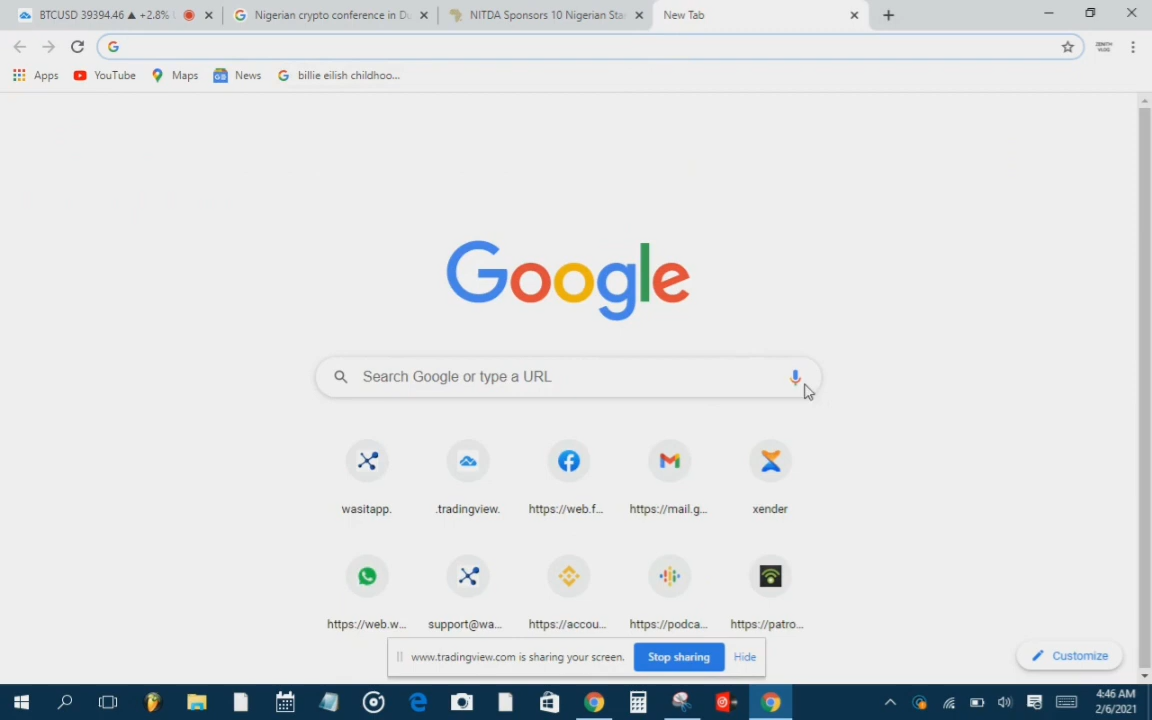 BTCUSD 39394.46 ▲ +2.8%
Nigerian crypto conference in Du
NITDA Sponsors 10 Nigerian Sta
New Tab
ZENITH VLOG
Apps
YouTube
Maps
News
billie eilish childhoo...
Google
Search Google or type a URL
wasitapp.
.tradingview.
https://web.f...
https://mail.g...
xender
https://web.w...
support@wa...
https://accou...
https://podca...
https://patro...
www.tradingview.com is sharing your screen.
Stop sharing
Hide
Customize
4:46 AM
2/6/2021